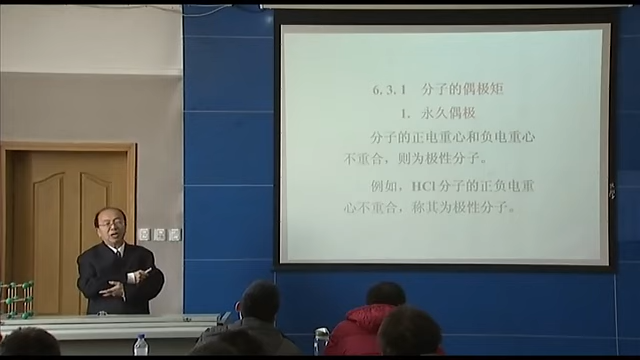 6.3.1 分子的偶极矩
1. 永久偶极
分子的正电重心和负电重心
不重合，则为极性分子。
例如，HCl分子的正负电重
心不重合，称其为极性分子。